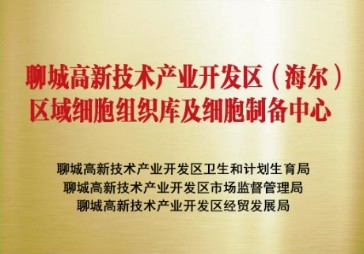 聊城高新技术产业开发区（海尔）
区域细胞组织库及细胞制备中心
聊城高新技术产业开发区卫生和计划生育局
聊城高新技术产业开发区市场监督管理局
聊城高新技术产业开发区经贸发展局